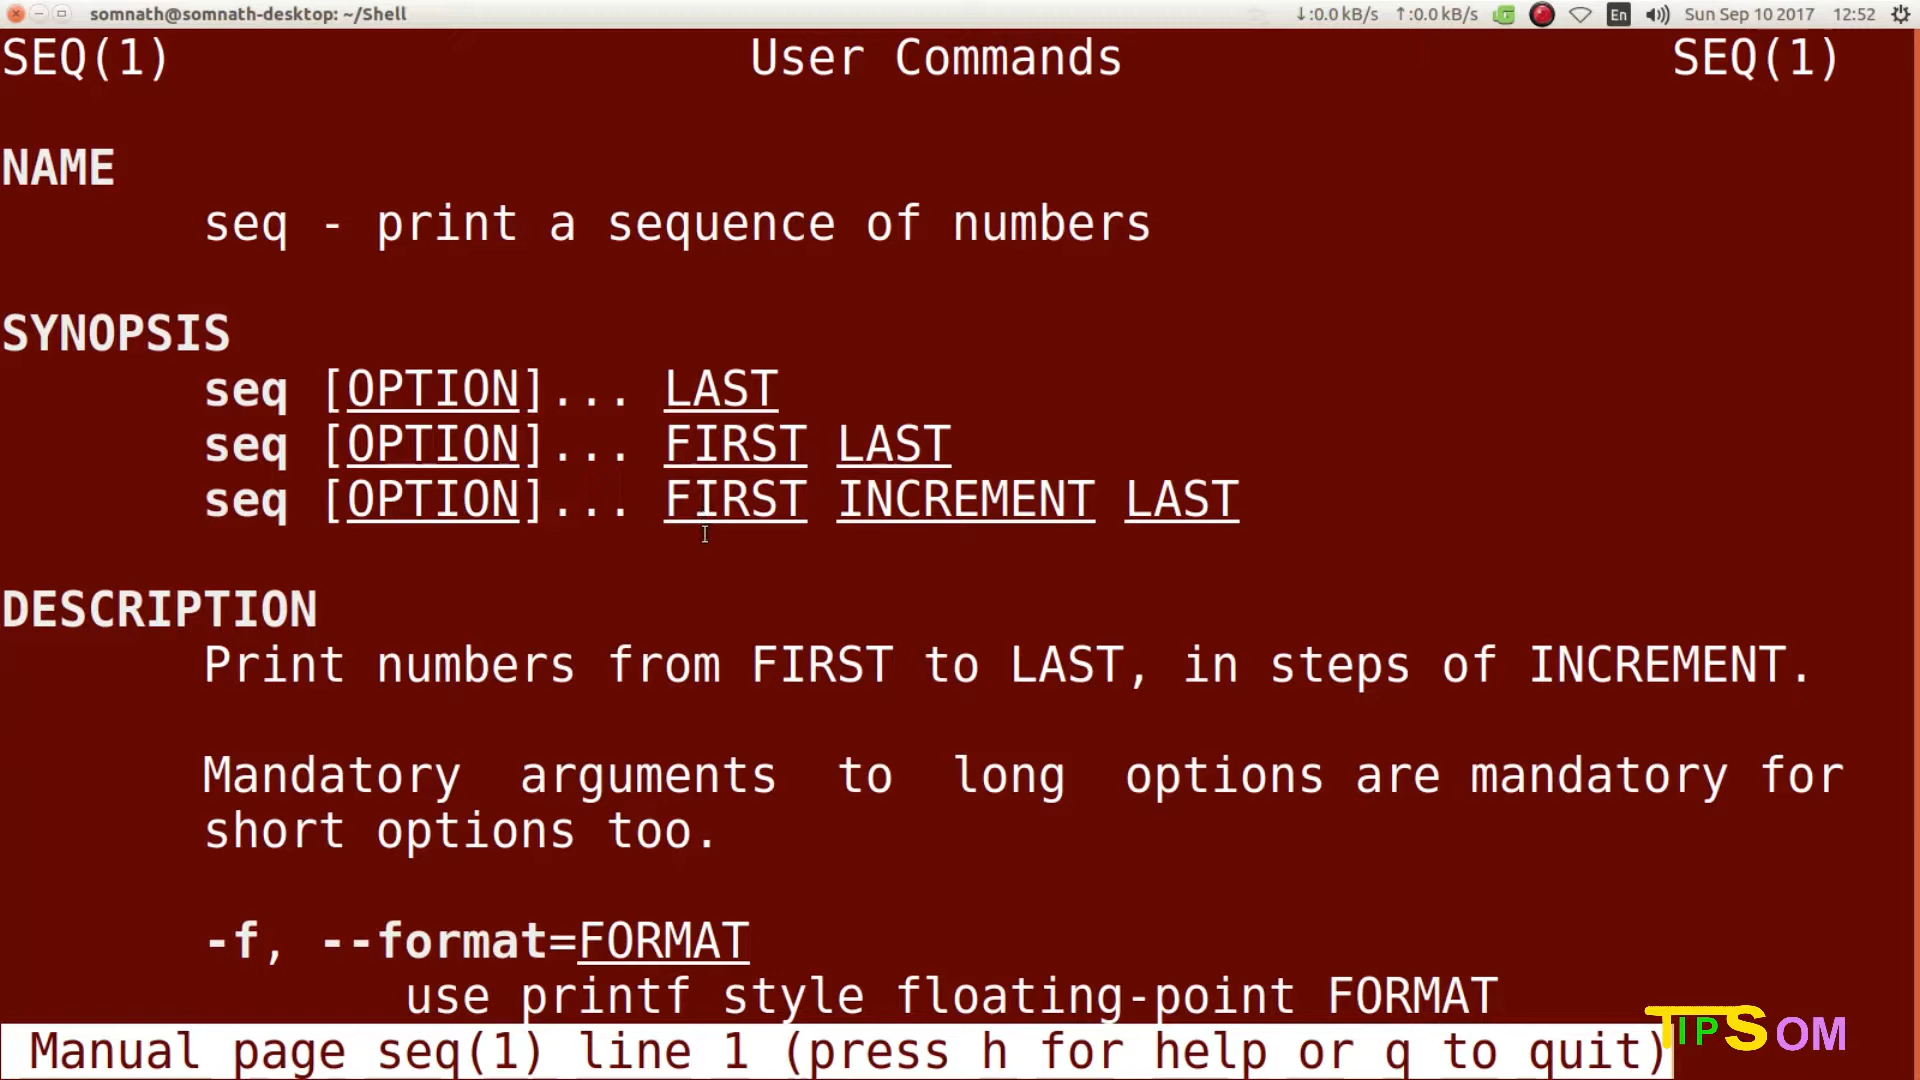 somnath@somnath-desktop: ~/Shell ↓:0.0 kB/s ↑:0.0 kB/s En Sun Sep 10 2017 12:52
SEQ(1) User Commands SEQ(1)
NAME
seq - print a sequence of numbers
SYNOPSIS
seq [OPTION]... LAST
seq [OPTION]... FIRST LAST
seq [OPTION]... FIRST INCREMENT LAST
DESCRIPTION
Print numbers from FIRST to LAST, in steps of INCREMENT.
Mandatory arguments to long options are mandatory for
short options too.
-f, --format=FORMAT
use printf style floating-point FORMAT
Manual page seq(1) line 1 (press h for help or q to quit)
TIPSOM